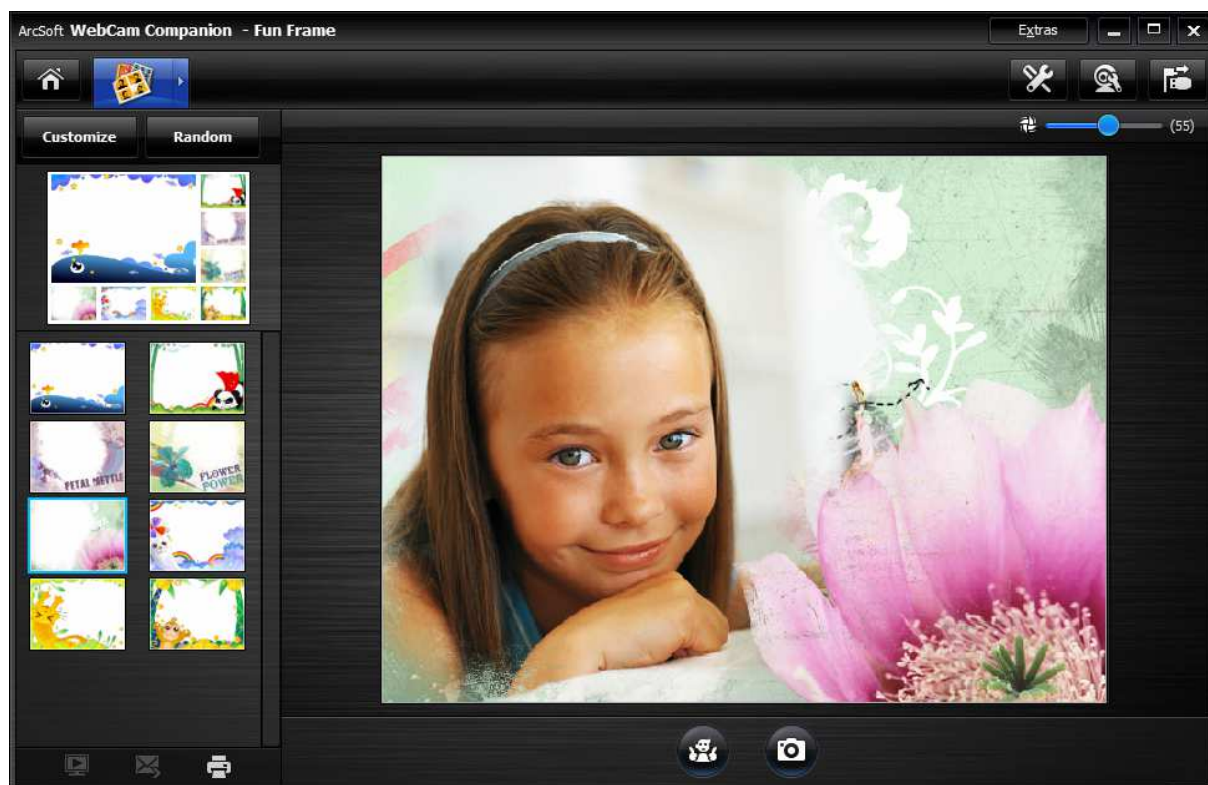 ArcSoft WebCam Companion - Fun Frame
Extras
(55)
Customize
Random
PETAL METTLE
FLOWER
POWER